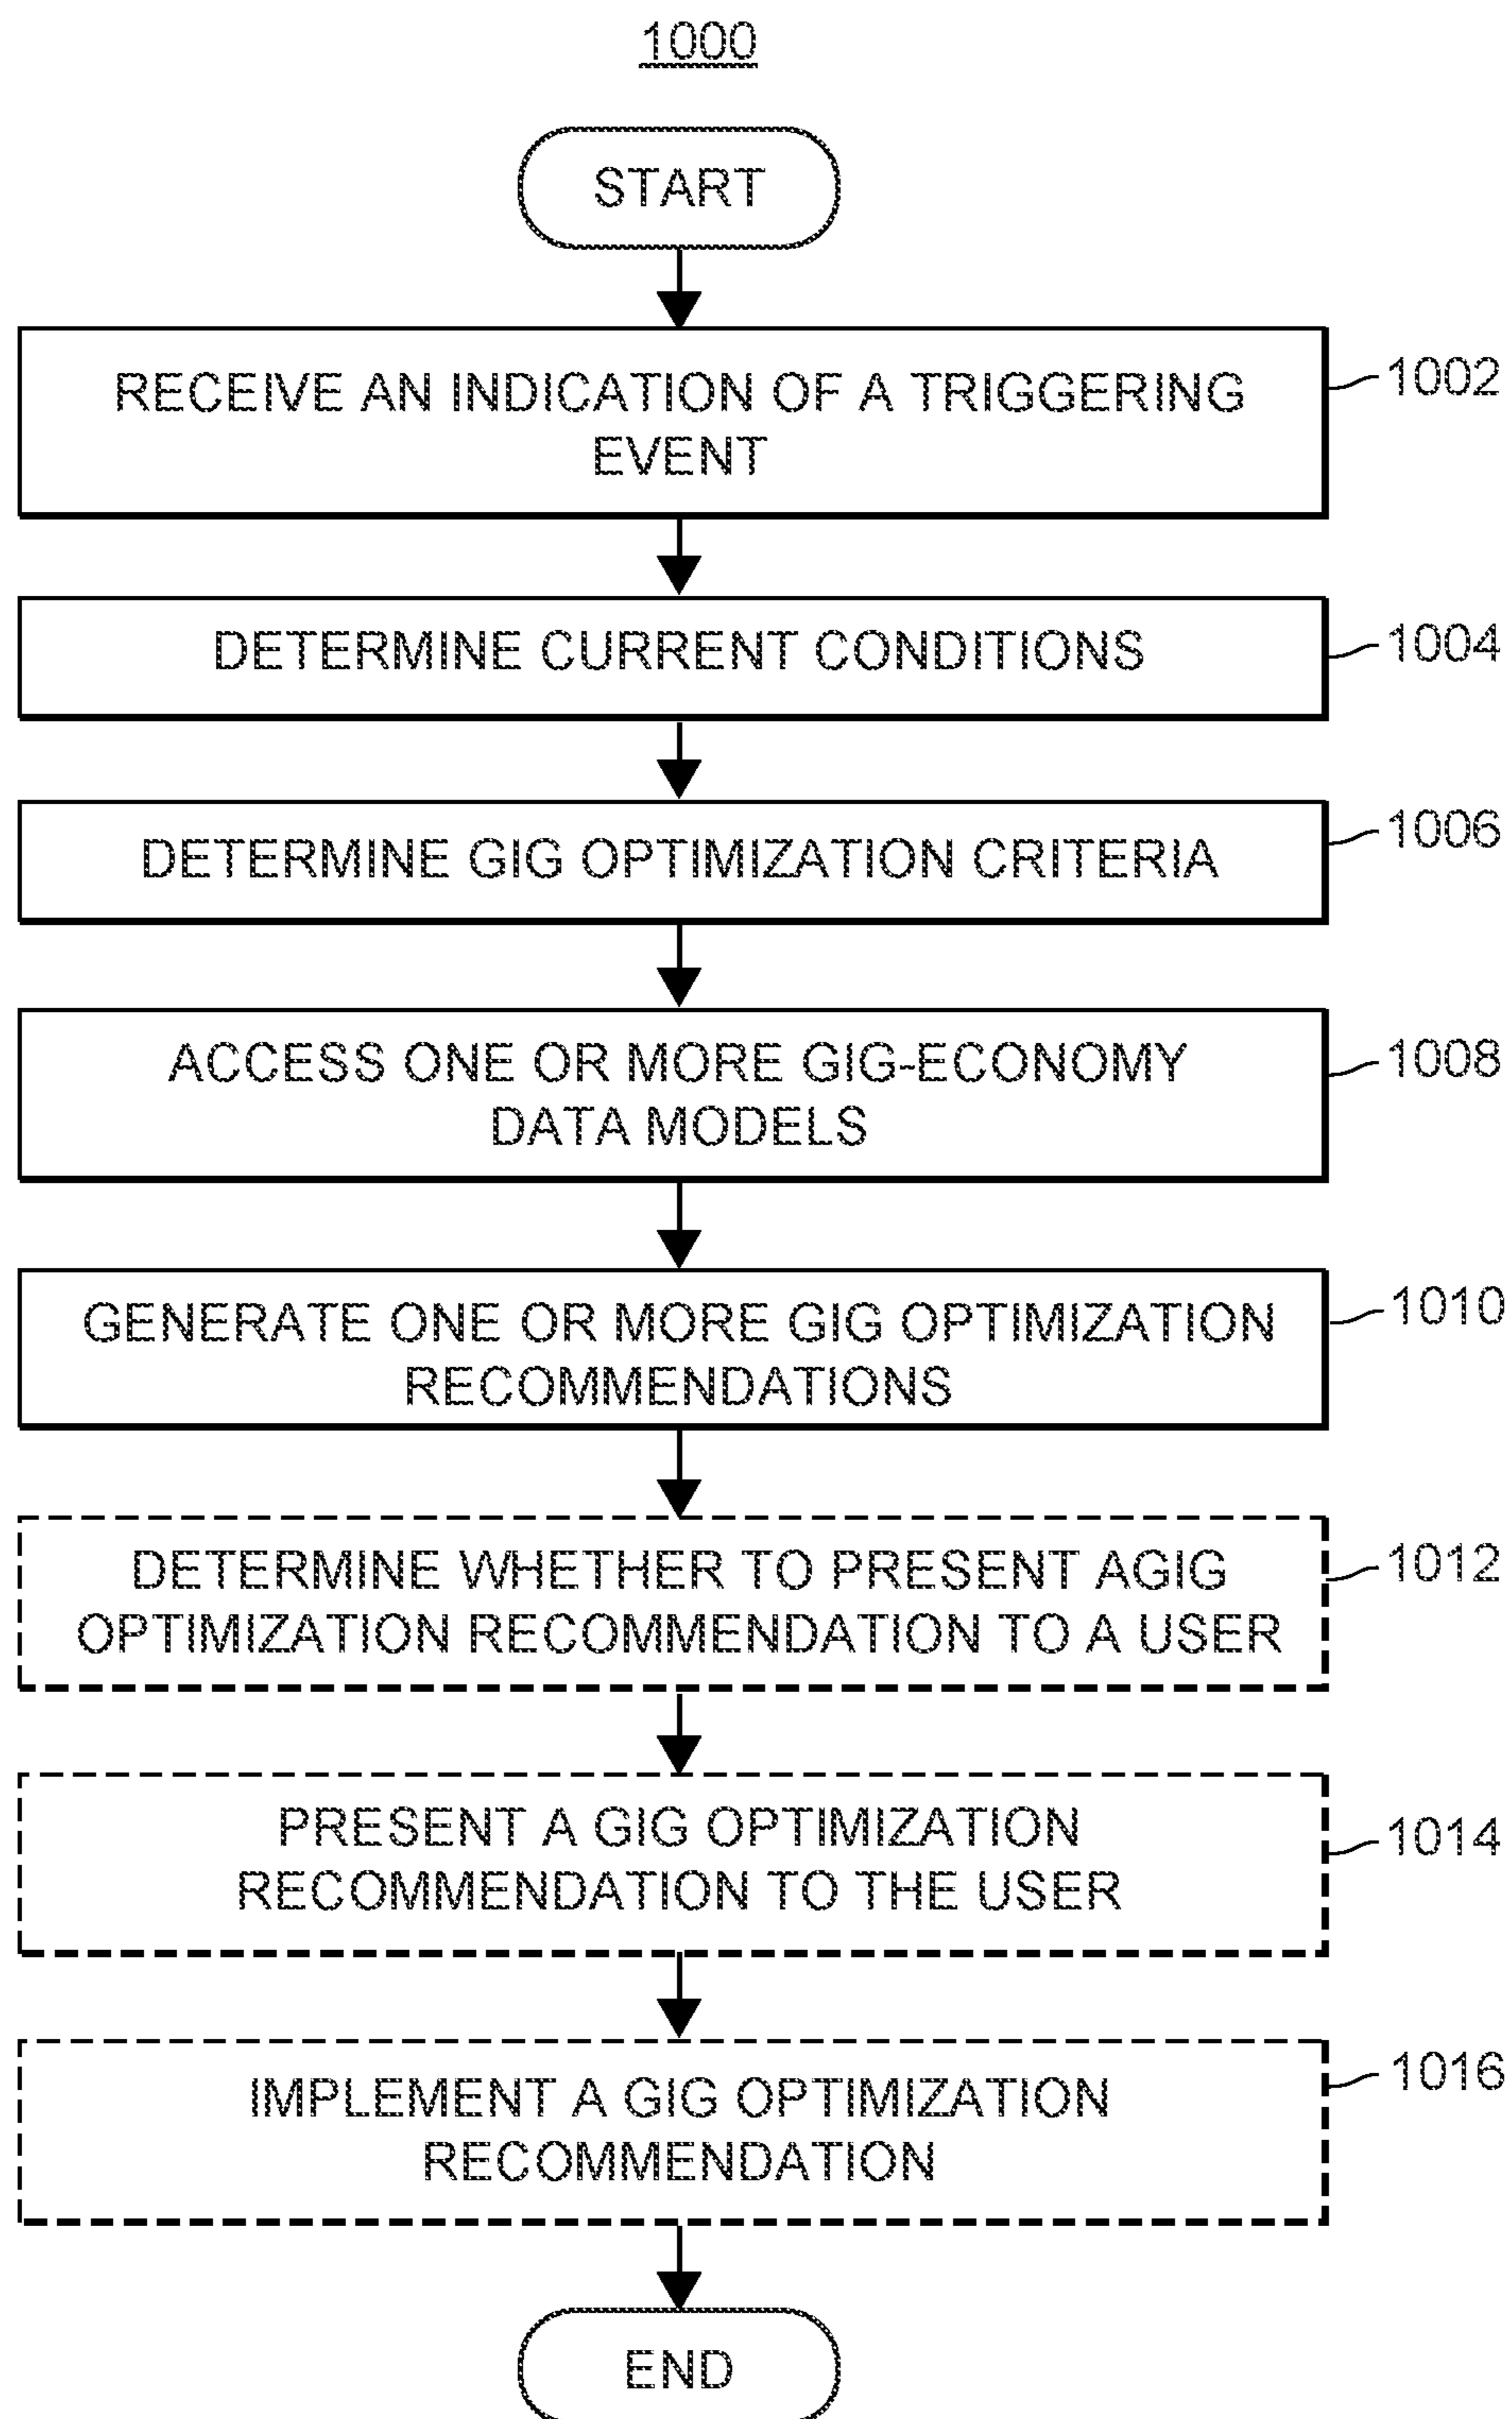 1000
START
RECEIVE AN INDICATION OF A TRIGGERING
EVENT
1002
DETERMINE CURRENT CONDITIONS
1004
DETERMINE GIG OPTIMIZATION CRITERIA
1006
ACCESS ONE OR MORE GIG-ECONOMY
DATA MODELS
1008
GENERATE ONE OR MORE GIG OPTIMIZATION
RECOMMENDATIONS
1010
DETERMINE WHETHER TO PRESENT AGIG
OPTIMIZATION RECOMMENDATION TO A USER
1012
PRESENT A GIG OPTIMIZATION
RECOMMENDATION TO THE USER
1014
IMPLEMENT A GIG OPTIMIZATION
RECOMMENDATION
1016
END